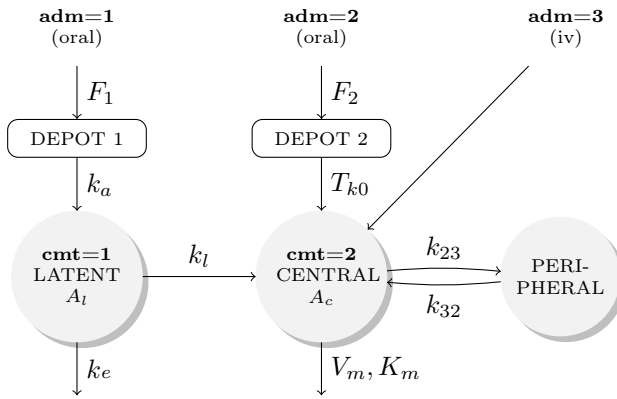 adm=1 adm=2 adm=3
(oral) (oral) (iv)
F₁ F₂
DEPOT 1 DEPOT 2
kₐ Tₖ₀
cmt=1 kₗ cmt=2 k₂₃ PERI-
LATENT CENTRAL PHERAL
Aₗ A_c k₃₂
kₑ Vₘ, Kₘ